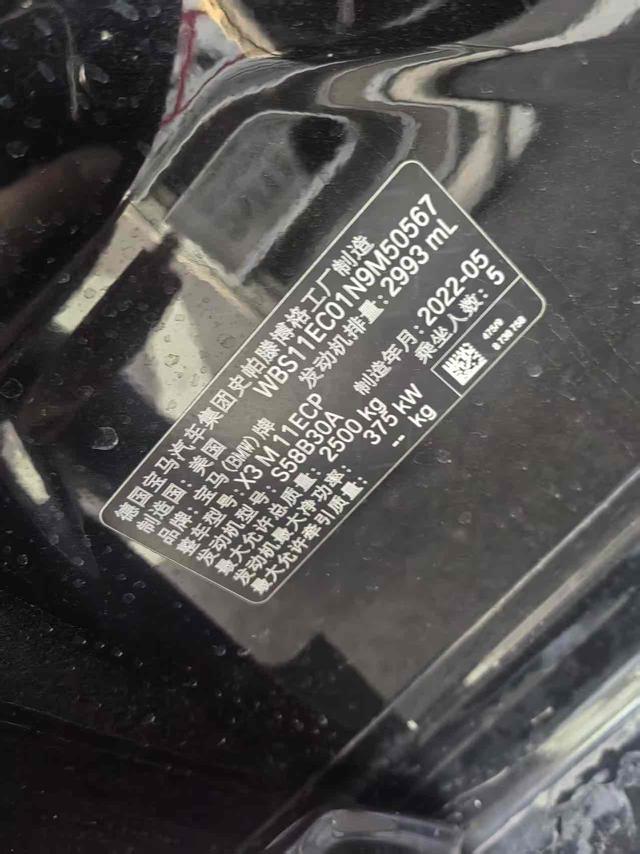 德国宝马汽车集团史帕滕博格工厂 制造
制造国：美国 WBS11EC01N9M50567
品牌：宝马(BMW)牌 发动机排量：2993 mL
整车型号：X3 M 11ECP
发动机型号：S58B30A 制造年月：2022-05
最大允许总质量：2500 kg 乘坐人数：5
发动机最大净功率：375 kW
最大允许牵引质量：-- kg